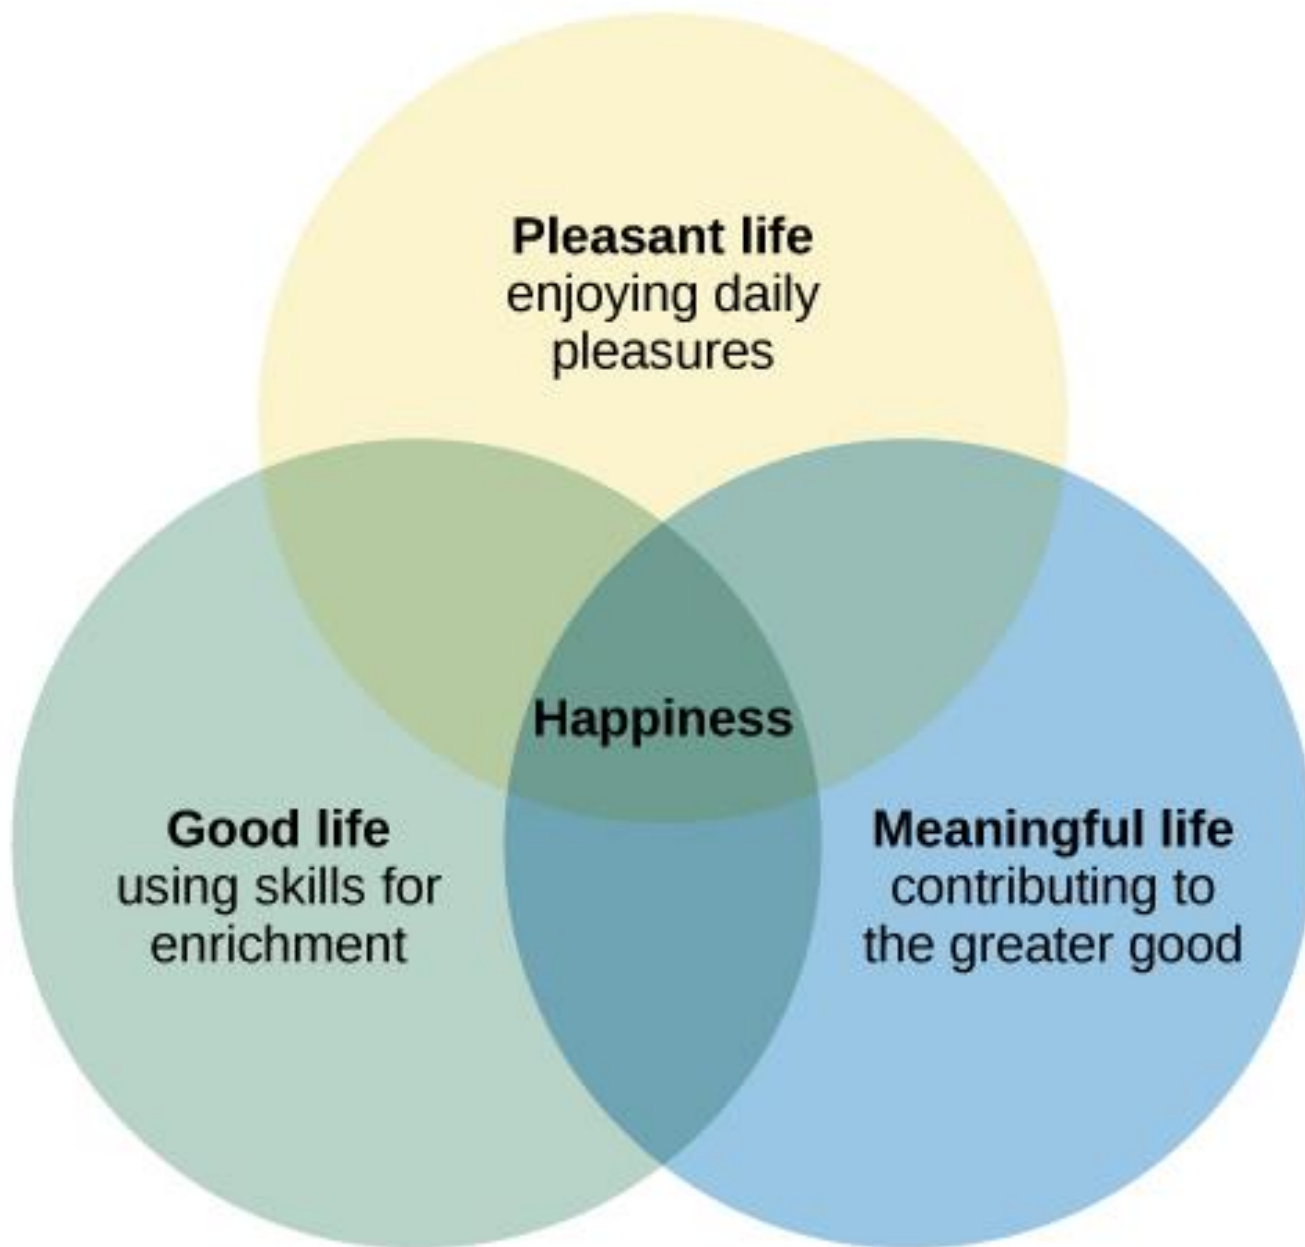 Pleasant life
enjoying daily
pleasures
Happiness
Good life
using skills for
enrichment
Meaningful life
contributing to
the greater good